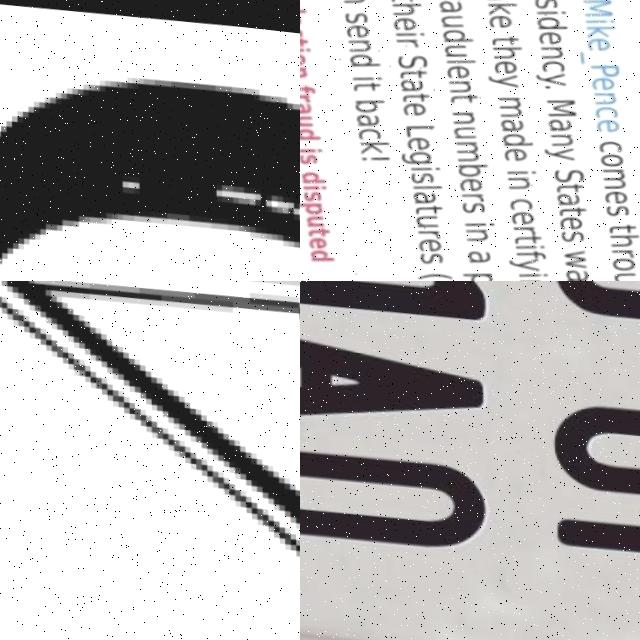 Mike_Pence comes throu
sidency. Many States wa
ke they made in certifyi
audulent numbers in a p
heir State Legislatures (
send it back!
tion fraud is disputed